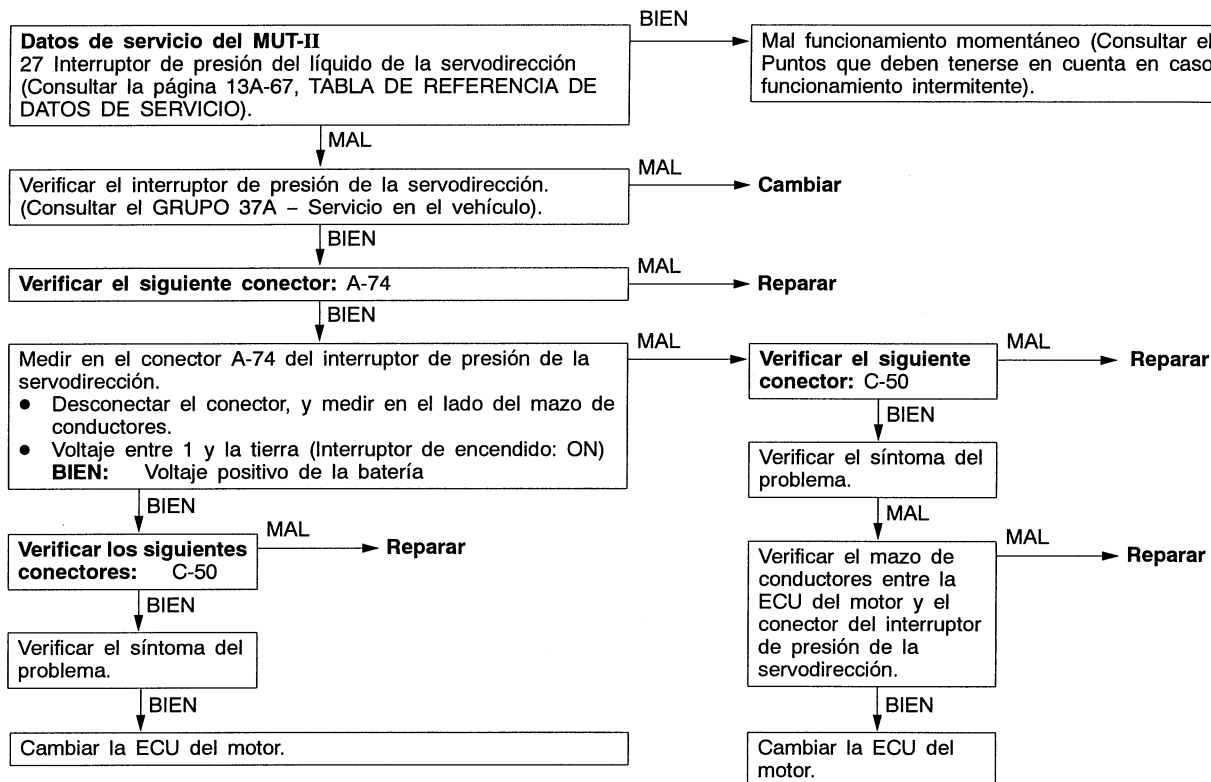 BIEN
Datos de servicio del MUT-II
27 Interruptor de presión del líquido de la servodirección
(Consultar la página 13A-67, TABLA DE REFERENCIA DE
DATOS DE SERVICIO).
Mal funcionamiento momentáneo (Consultar el
Puntos que deben tenerse en cuenta en caso
funcionamiento intermitente).
MAL
Verificar el interruptor de presión de la servodirección.
(Consultar el GRUPO 37A – Servicio en el vehículo).
MAL
Cambiar
BIEN
Verificar el siguiente conector: A-74
MAL
Reparar
BIEN
Medir en el conector A-74 del interruptor de presión de la
servodirección.
● Desconectar el conector, y medir en el lado del mazo de
conductores.
● Voltaje entre 1 y la tierra (Interruptor de encendido: ON)
BIEN: Voltaje positivo de la batería
MAL
Verificar el siguiente
conector: C-50
MAL
Reparar
BIEN
Verificar el síntoma del
problema.
MAL
Verificar el mazo de
conductores entre la
ECU del motor y el
conector del interruptor
de presión de la
servodirección.
MAL
Reparar
BIEN
Cambiar la ECU del
motor.
BIEN
Verificar los siguientes
conectores: C-50
MAL
Reparar
BIEN
Verificar el síntoma del
problema.
BIEN
Cambiar la ECU del motor.